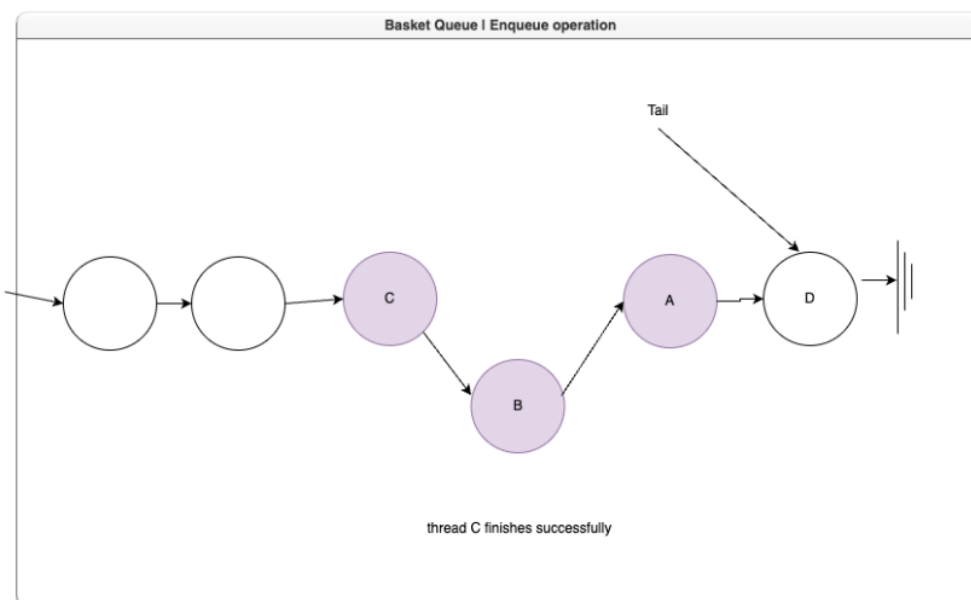 Basket Queue | Enqueue operation
Tail
C
A
D
B
thread C finishes successfully